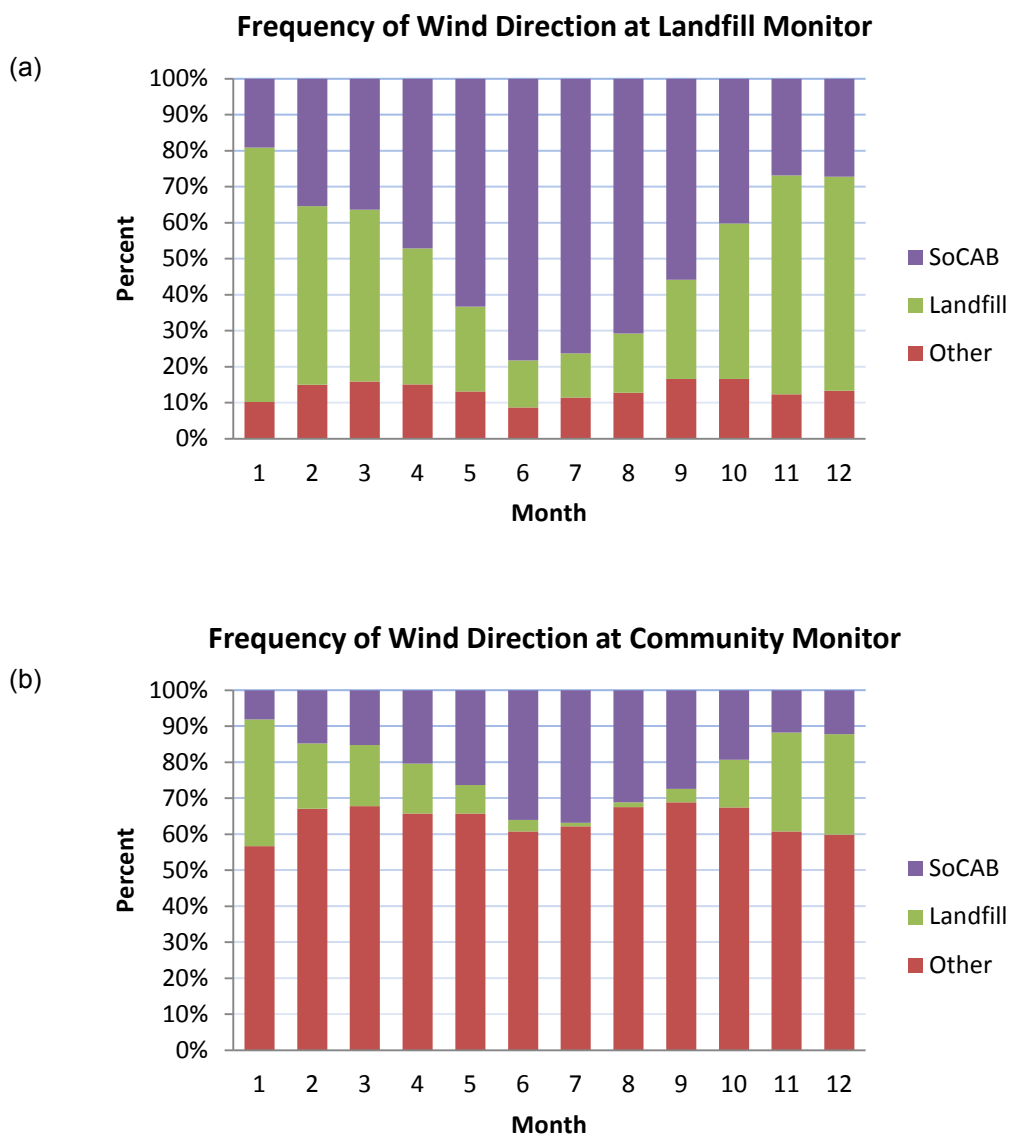 Frequency of Wind Direction at Landfill Monitor
(a)
100%
90%
80%
70%
60%
50%
40%
30%
20%
10%
0%
Percent
1 2 3 4 5 6 7 8 9 10 11 12
Month
SoCAB
Landfill
Other
Frequency of Wind Direction at Community Monitor
(b)
100%
90%
80%
70%
60%
50%
40%
30%
20%
10%
0%
Percent
1 2 3 4 5 6 7 8 9 10 11 12
Month
SoCAB
Landfill
Other